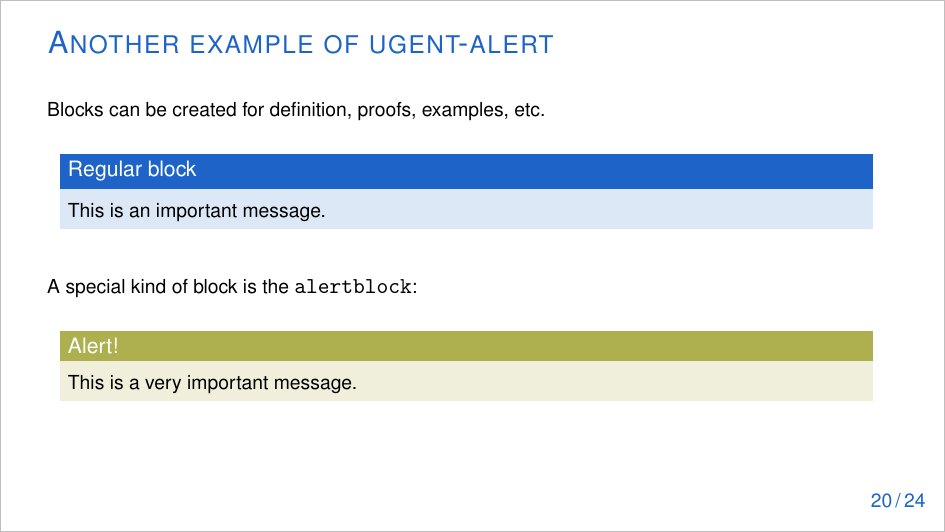 ANOTHER EXAMPLE OF UGENT-ALERT
Blocks can be created for definition, proofs, examples, etc.
Regular block
This is an important message.
A special kind of block is the alertblock:
Alert!
This is a very important message.
20 / 24